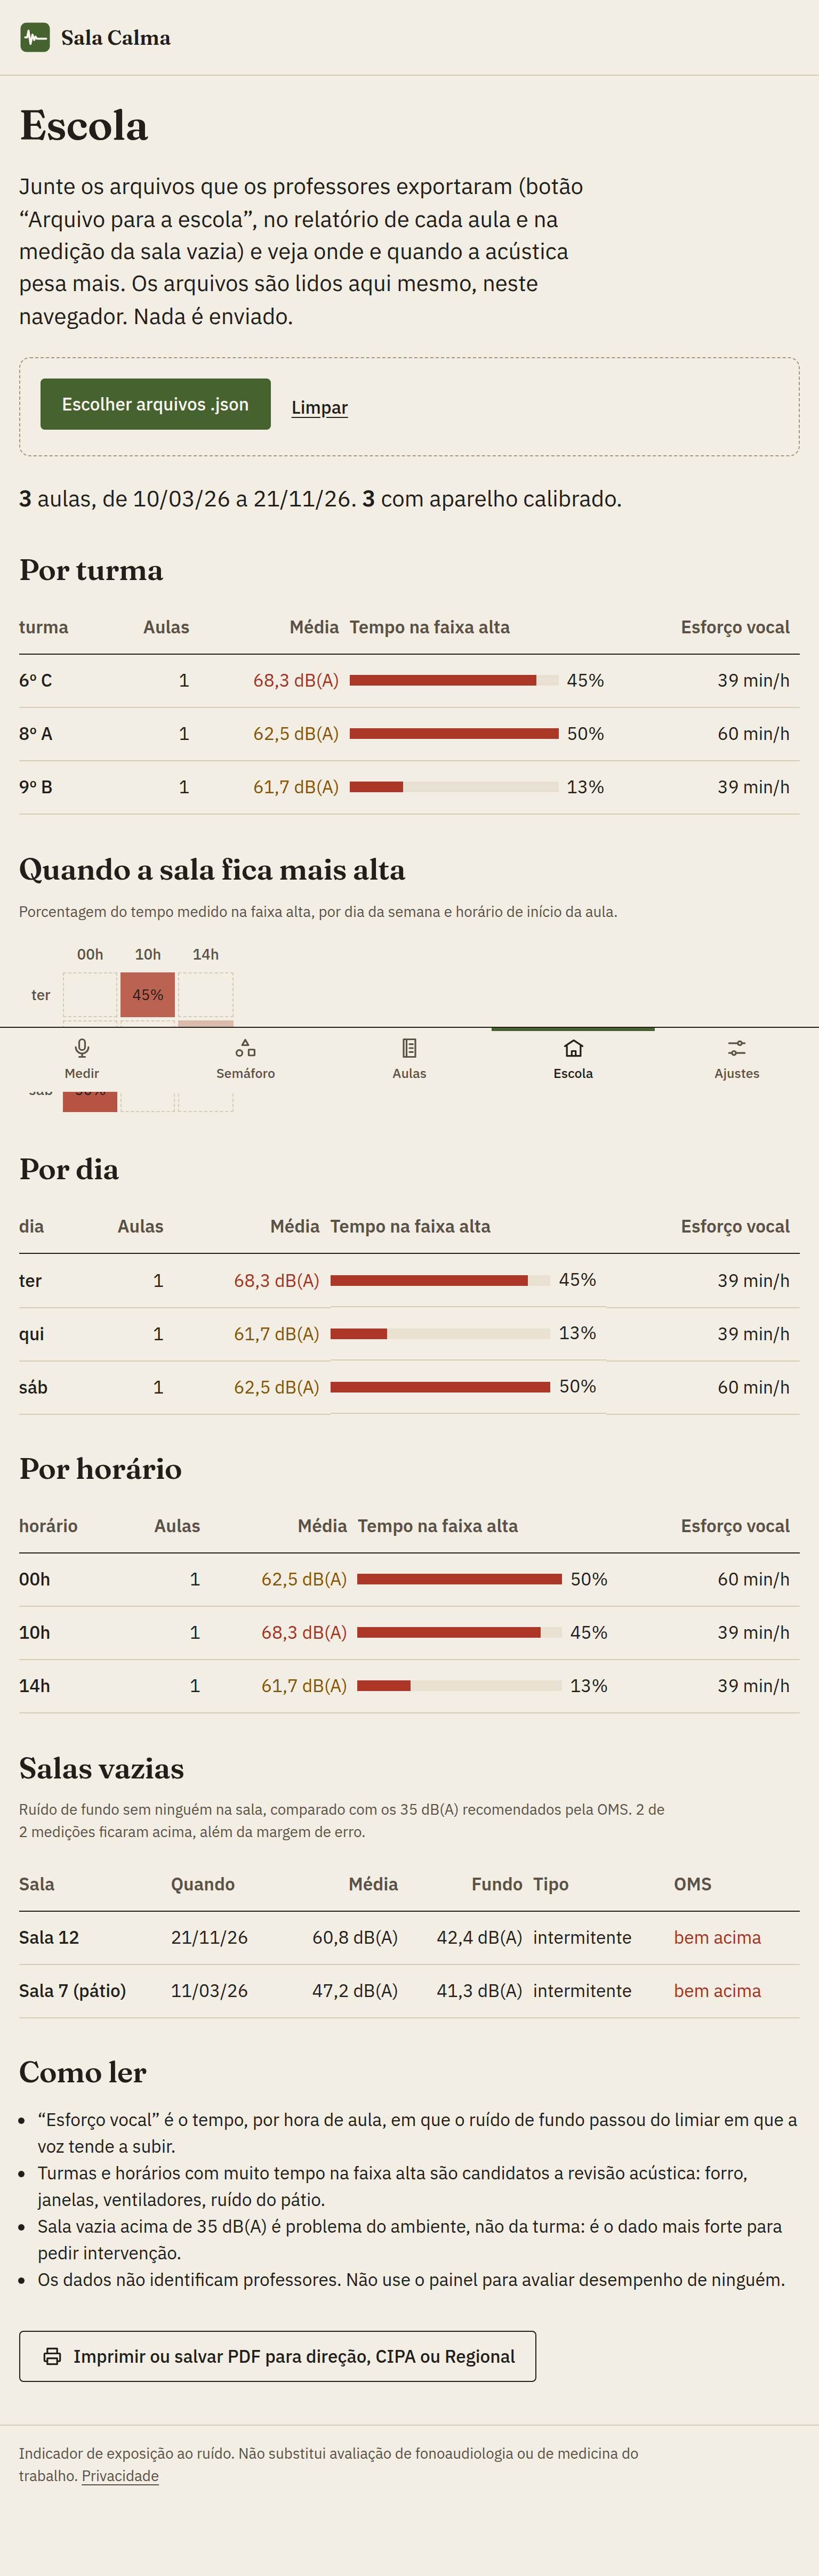 Sala Calma
Escola
Junte os arquivos que os professores exportaram (botão
“Arquivo para a escola”, no relatório de cada aula e na
medição da sala vazia) e veja onde e quando a acústica
pesa mais. Os arquivos são lidos aqui mesmo, neste
navegador. Nada é enviado.
Escolher arquivos .json Limpar
3 aulas, de 10/03/26 a 21/11/26. 3 com aparelho calibrado.
Por turma
turma Aulas Média Tempo na faixa alta Esforço vocal
6º C 1 68,3 dB(A) 45% 39 min/h
8º A 1 62,5 dB(A) 50% 60 min/h
9º B 1 61,7 dB(A) 13% 39 min/h
Quando a sala fica mais alta
Porcentagem do tempo medido na faixa alta, por dia da semana e horário de início da aula.
00h 10h 14h
ter 45%
Medir Semáforo Aulas Escola Ajustes
Por dia
dia Aulas Média Tempo na faixa alta Esforço vocal
ter 1 68,3 dB(A) 45% 39 min/h
qui 1 61,7 dB(A) 13% 39 min/h
sáb 1 62,5 dB(A) 50% 60 min/h
Por horário
horário Aulas Média Tempo na faixa alta Esforço vocal
00h 1 62,5 dB(A) 50% 60 min/h
10h 1 68,3 dB(A) 45% 39 min/h
14h 1 61,7 dB(A) 13% 39 min/h
Salas vazias
Ruído de fundo sem ninguém na sala, comparado com os 35 dB(A) recomendados pela OMS. 2 de
2 medições ficaram acima, além da margem de erro.
Sala Quando Média Fundo Tipo OMS
Sala 12 21/11/26 60,8 dB(A) 42,4 dB(A) intermitente bem acima
Sala 7 (pátio) 11/03/26 47,2 dB(A) 41,3 dB(A) intermitente bem acima
Como ler
• “Esforço vocal” é o tempo, por hora de aula, em que o ruído de fundo passou do limiar em que a
voz tende a subir.
• Turmas e horários com muito tempo na faixa alta são candidatos a revisão acústica: forro,
janelas, ventiladores, ruído do pátio.
• Sala vazia acima de 35 dB(A) é problema do ambiente, não da turma: é o dado mais forte para
pedir intervenção.
• Os dados não identificam professores. Não use o painel para avaliar desempenho de ninguém.
Imprimir ou salvar PDF para direção, CIPA ou Regional
Indicador de exposição ao ruído. Não substitui avaliação de fonoaudiologia ou de medicina do
trabalho. Privacidade